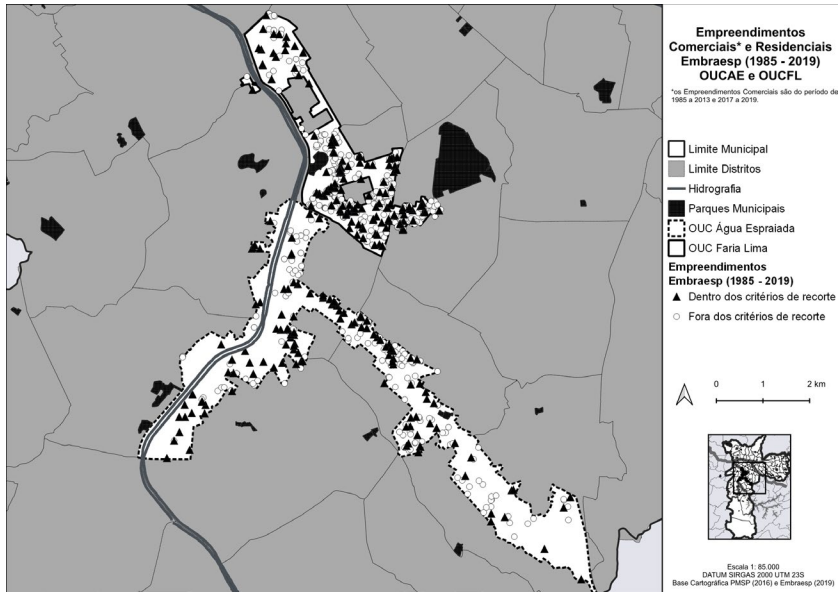 Empreendimentos
Comerciais* e Residenciais
Embraesp (1985 - 2019)
OUCAE e OUCFL
*os Empreendimentos Comerciais são do período de
1985 a 2013 e 2017 a 2019.
Limite Municipal
Limite Distritos
Hidrografia
Parques Municipais
OUC Água Espraiada
OUC Faria Lima
Empreendimentos
Embraesp (1985 - 2019)
Dentro dos critérios de recorte
Fora dos critérios de recorte
0 1 2 km
Escala 1: 85.000
DATUM SIRGAS 2000 UTM 23S
Base Cartográfica PMSP (2016) e Embraesp (2019)